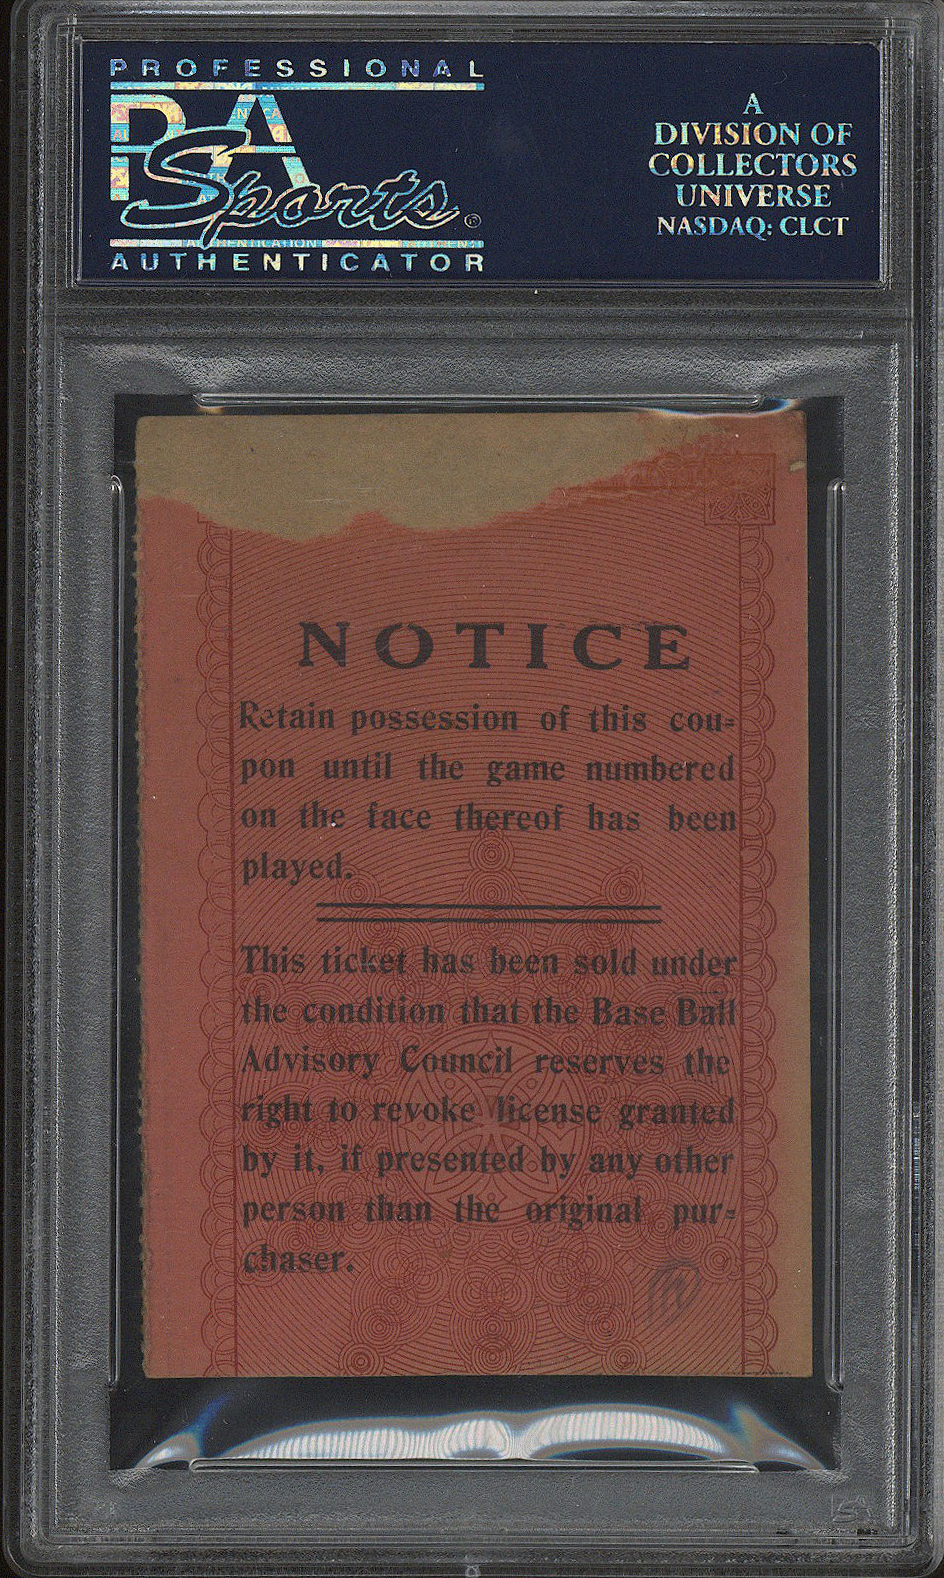 PROFESSIONAL
PSA
Sports®
AUTHENTICATOR
A
DIVISION OF
COLLECTORS
UNIVERSE
NASDAQ: CLCT
NOTICE
Retain possession of this cou=
pon until the game numbered
on the face thereof has been
played.
This ticket has been sold under
the condition that the Base Ball
Advisory Council reserves the
right to revoke license granted
by it, if presented by any other
person than the original pur=
chaser.